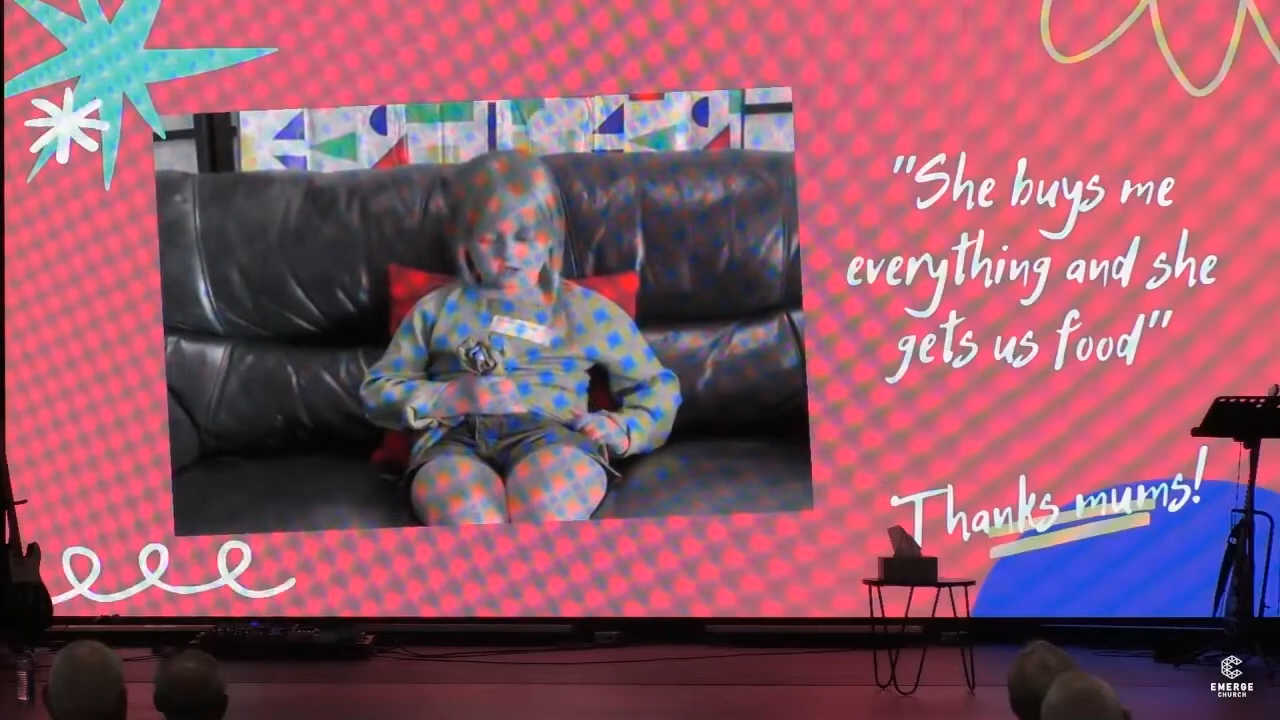 "She buys me
everything and she
gets us food"
Thanks mums!
EMERGE
CHURCH